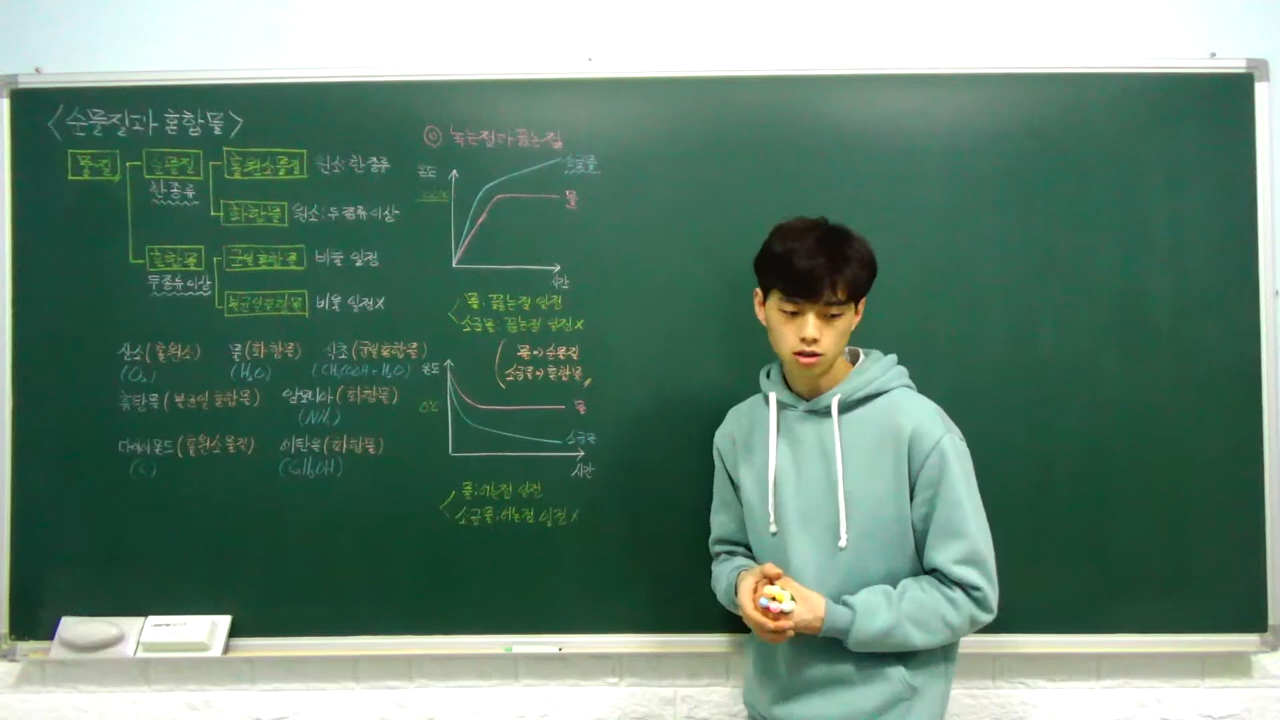 <순물질과 혼합물>
물질 순물질 홑원소물질 원소:한종류
한종류
화합물 원소:두종류이상
혼합물 균일혼합물 비율 일정
두종류이상
불균일혼합물 비율 일정x
산소(홑원소) 물(화합물) 식초(균일혼합물)
(O₂) (H₂O) (CH₃COOH+H₂O)
흙탕물(불균일혼합물) 암모니아(화합물)
(NH₃)
다이아몬드(홑원소물질) 에탄올(화합물)
(C) (C₂H₅OH)
녹는점과 끓는점
온도 소금물
물
시간
물:끓는점 일정
소금물:끓는점 일정x
물→순물질
소금물→혼합물
온도
0℃ 물
소금물
시간
물:어는점 일정
소금물:어는점 일정x